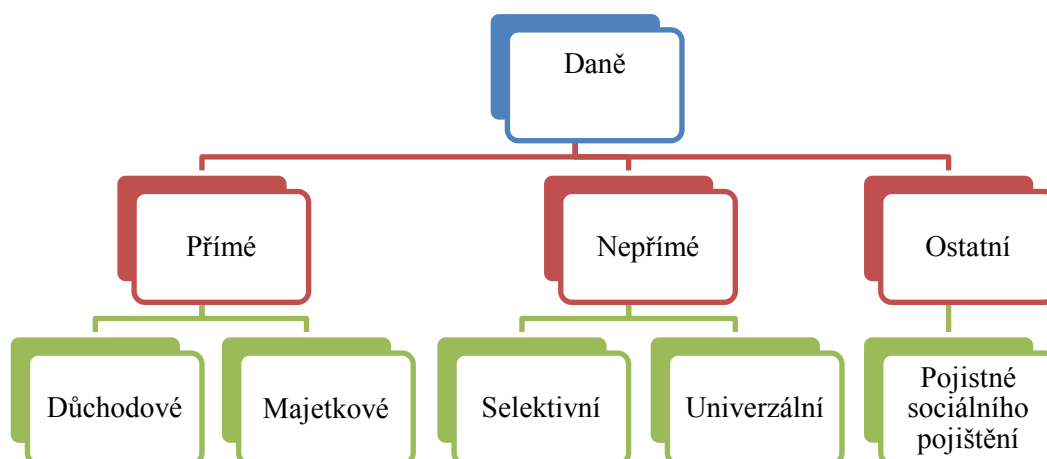 Daně
Přímé
Nepřímé
Ostatní
Důchodové
Majetkové
Selektivní
Univerzální
Pojistné
sociálního
pojištění